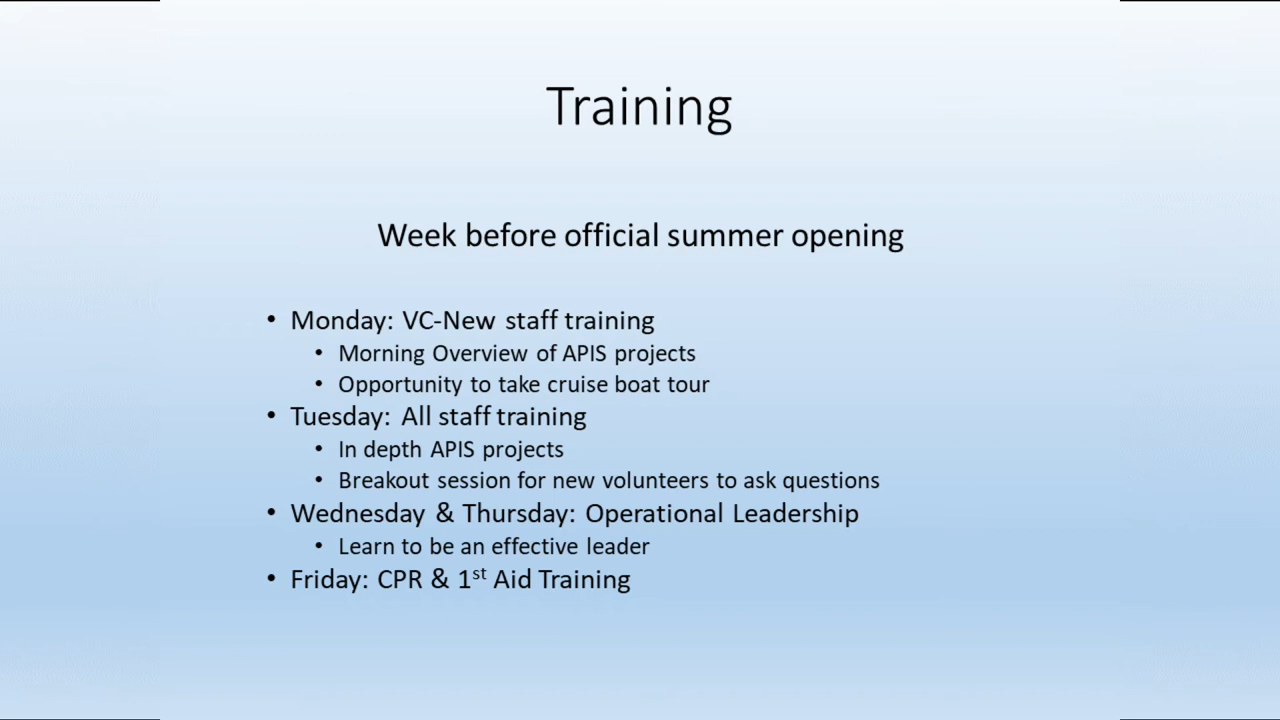 Training
Week before official summer opening
• Monday: VC-New staff training
• Morning Overview of APIS projects
• Opportunity to take cruise boat tour
• Tuesday: All staff training
• In depth APIS projects
• Breakout session for new volunteers to ask questions
• Wednesday & Thursday: Operational Leadership
• Learn to be an effective leader
• Friday: CPR & 1st Aid Training